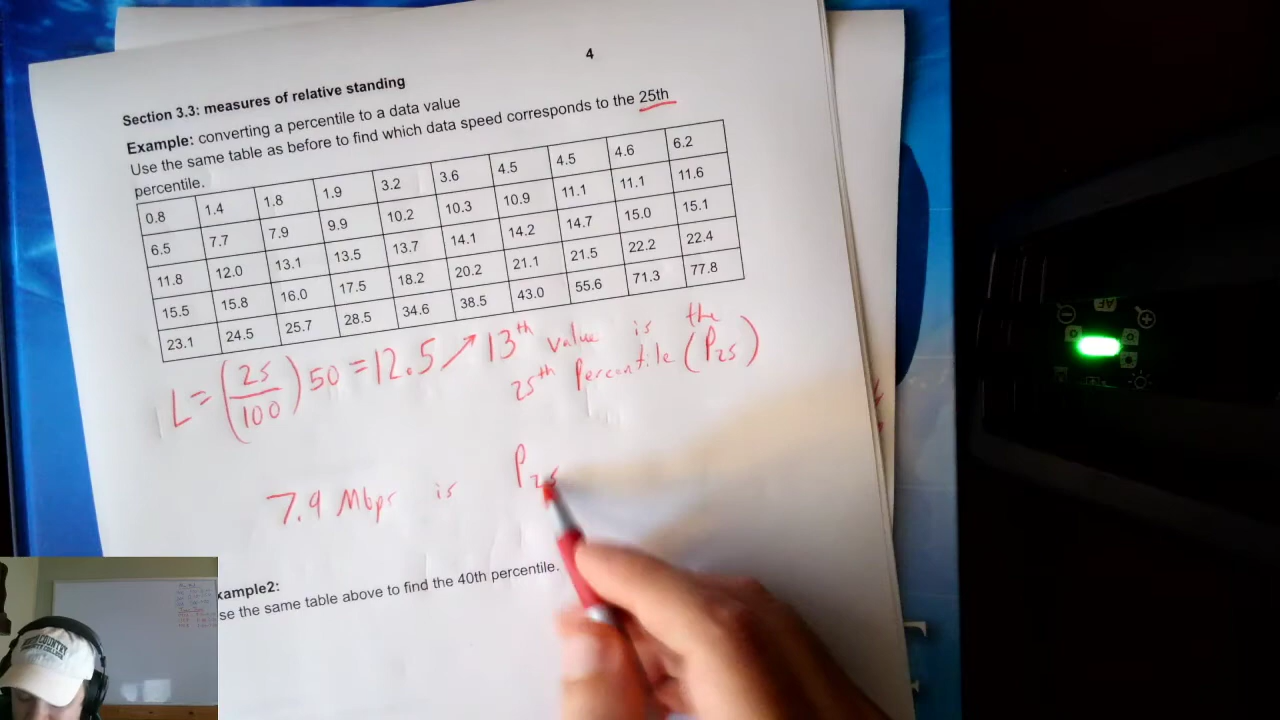 4
Section 3.3: measures of relative standing
Example: converting a percentile to a data value
Use the same table as before to find which data speed corresponds to the 25th
percentile.
0.8 1.4 1.8 1.9 3.2 3.6 4.5 4.5 4.6 6.2
6.5 7.7 7.9 9.9 10.2 10.3 10.9 11.1 11.1 11.6
11.8 12.0 13.1 13.5 13.7 14.1 14.2 14.7 15.0 15.1
15.5 15.8 16.0 17.5 18.2 20.2 21.1 21.5 22.2 22.4
23.1 24.5 25.7 28.5 34.6 38.5 43.0 55.6 71.3 77.8
L = (25/100) 50 = 12.5 ↗ 13th value is the
25th Percentile (P25)
7.9 Mbps is P25
xample2:
se the same table above to find the 40th percentile.
AF